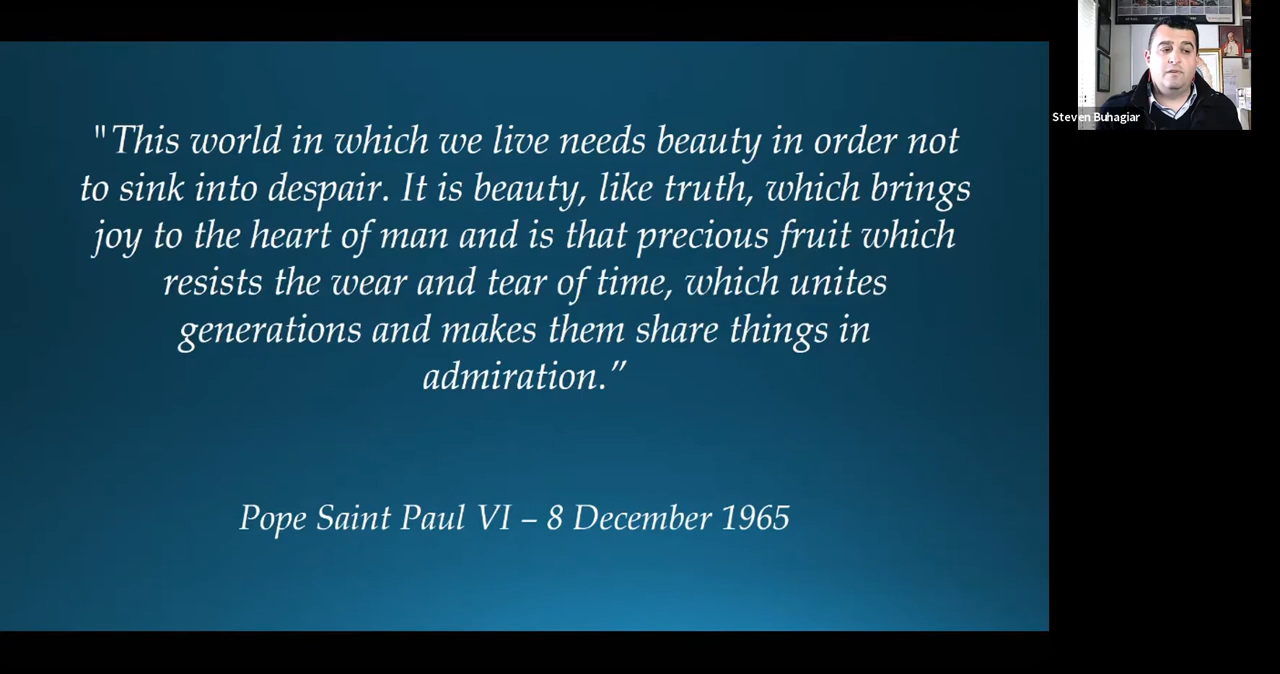 "This world in which we live needs beauty in order not
to sink into despair. It is beauty, like truth, which brings
joy to the heart of man and is that precious fruit which
resists the wear and tear of time, which unites
generations and makes them share things in
admiration.”
Pope Saint Paul VI – 8 December 1965
Steven Buhagiar